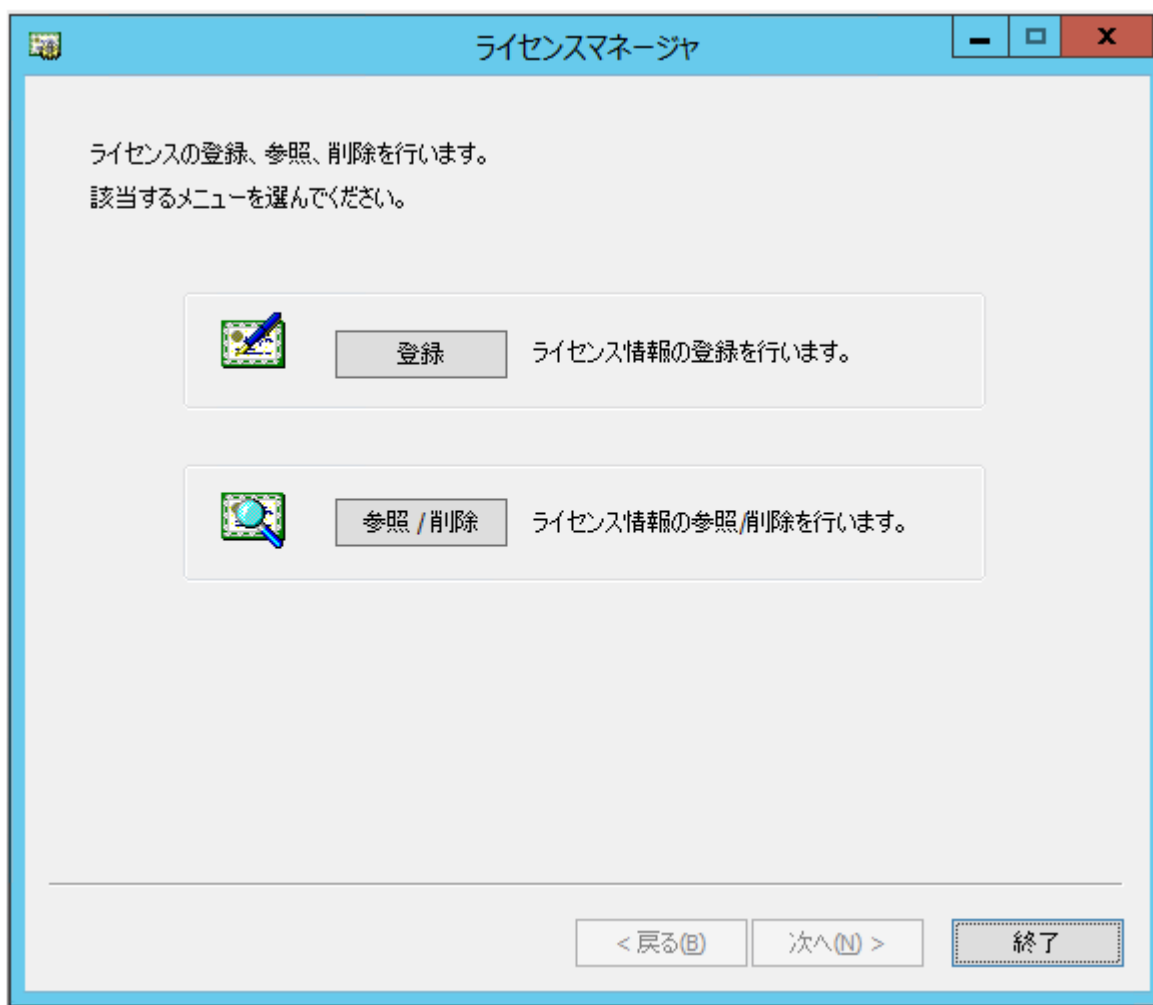 ライセンスマネージャ
ライセンスの登録、参照、削除を行います。
該当するメニューを選んでください。
登録 ライセンス情報の登録を行います。
参照 /削除 ライセンス情報の参照/削除を行います。
< 戻る(B) 次へ(N) > 終了